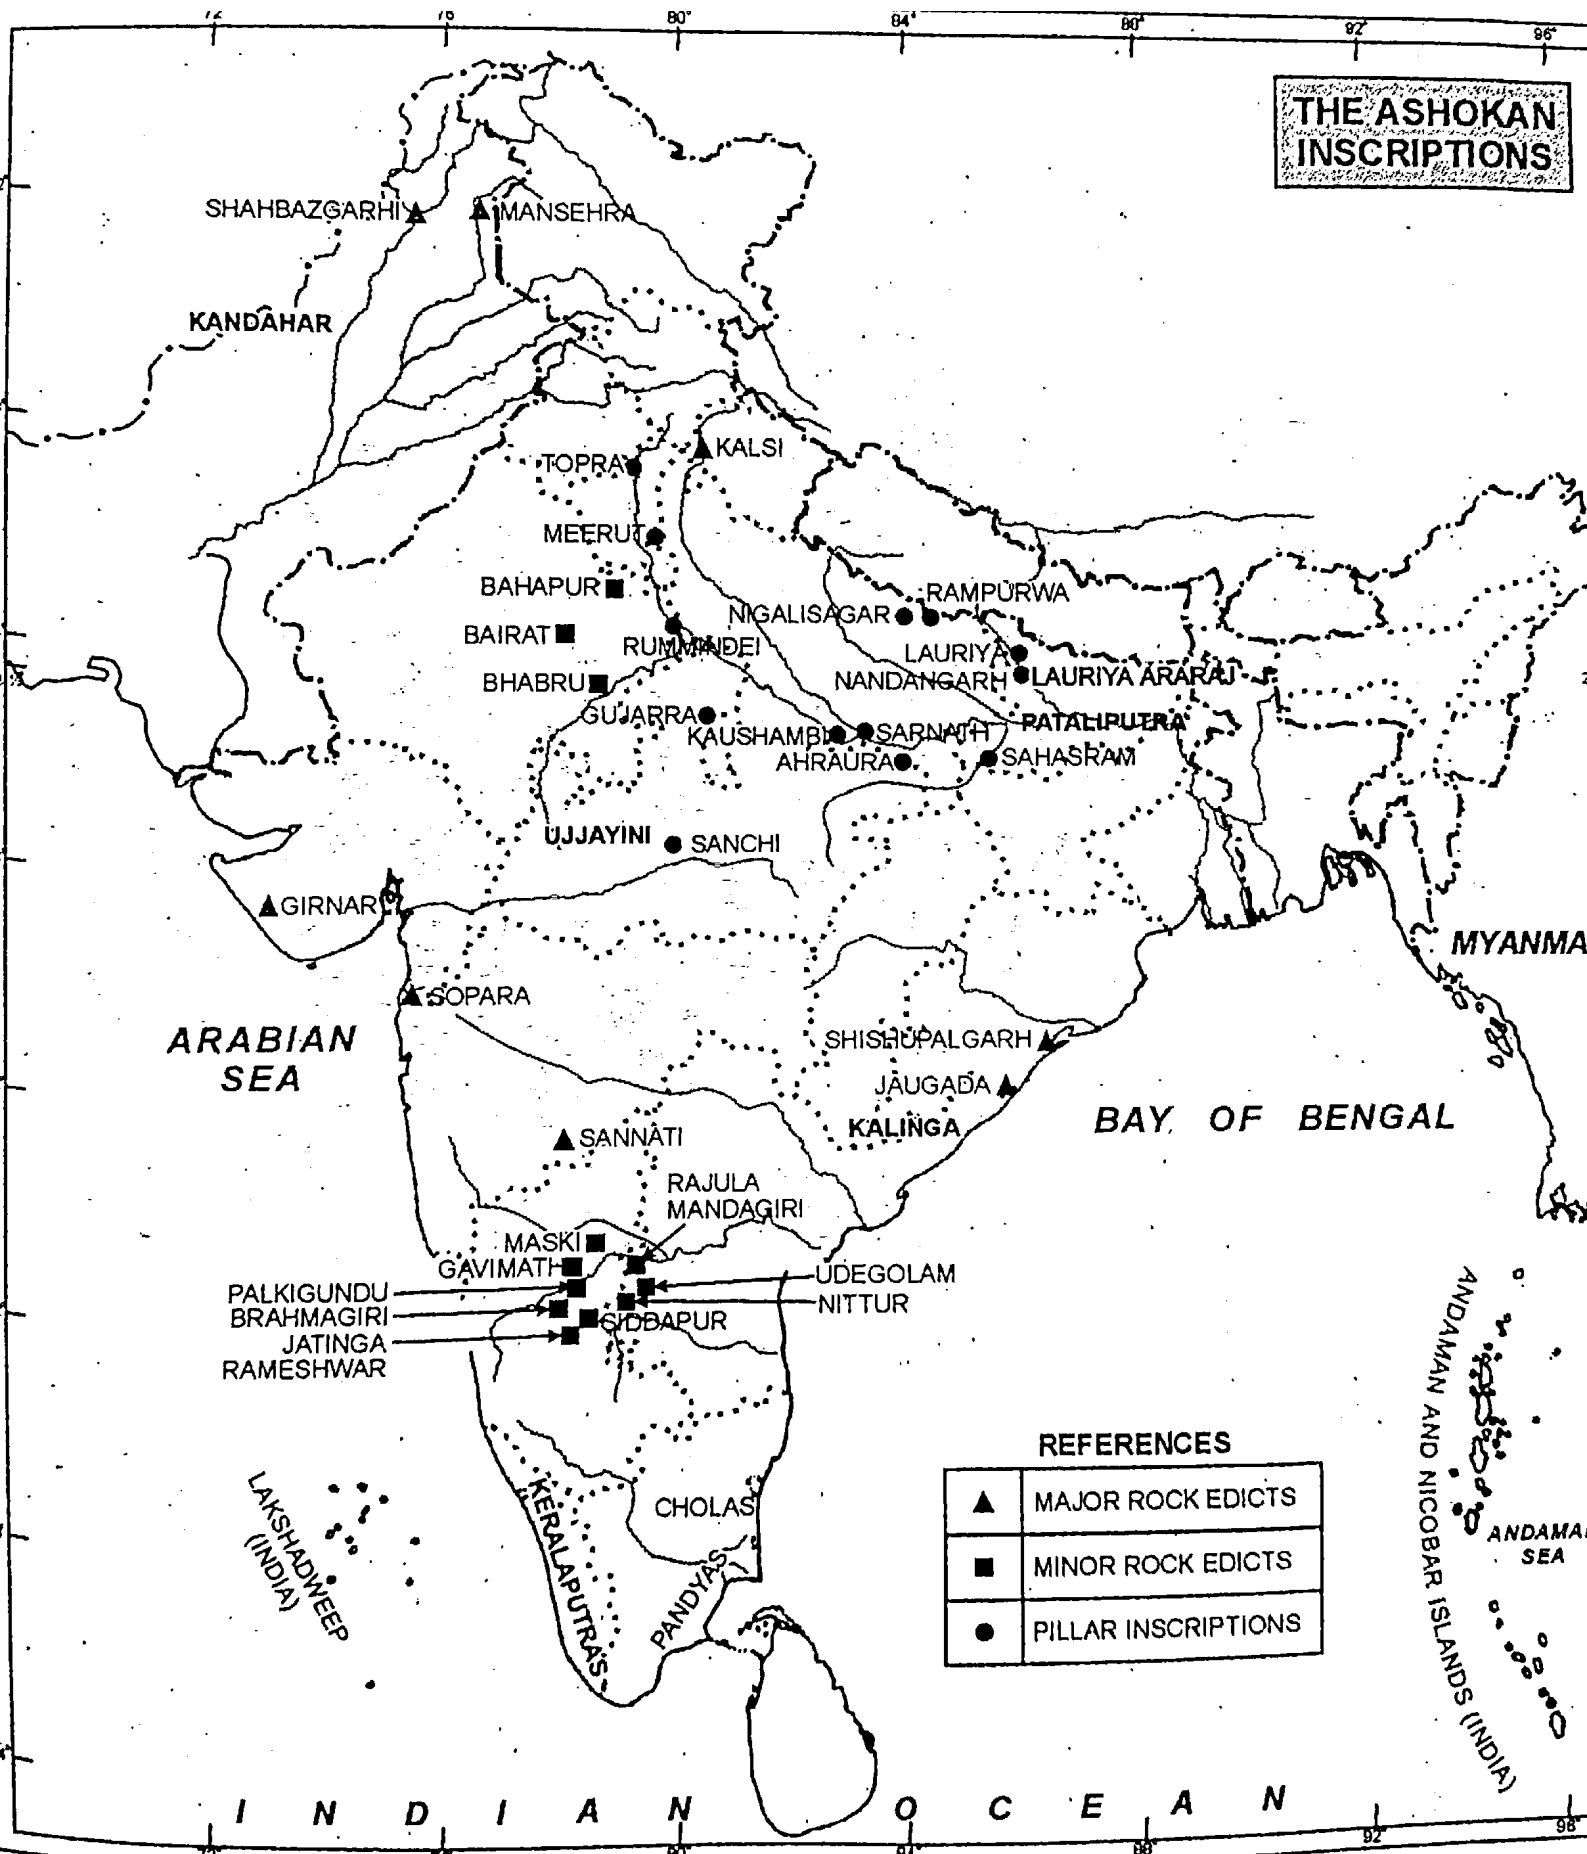 72°
76°
80°
84°
92°
96°
THE ASHOKAN
INSCRIPTIONS
SHAHBAZGARHI
MANSEHRA
KANDAHAR
KALSI
TOPRA
MEERUT
BAHAPUR
RAMPURWA
NIGALISAGAR
BAIRAT
RUMMINDEI
LAURIYA
NANDANGARH
LAURIYA ARARAJ
BHABRU
GUJARRA
KAUSHAMBI
SARNATH
PATALIPUTRA
AHRAURA
SAHASRAM
UJJAYINI
SANCHI
GIRNAR
MYANMA
SOPARA
ARABIAN
SEA
SHISHUPALGARH
JAUGADA
KALINGA
BAY OF BENGAL
SANNATI
RAJULA
MANDAGIRI
MASKI
GAVIMATH
PALKIGUNDU
UDEGOLAM
BRAHMAGIRI
NITTUR
SIDDAPUR
JATINGA
RAMESHWAR
ANDAMAN AND NICOBAR ISLANDS (INDIA)
LAKSHADWEEP
(INDIA)
KERALAPUTRAS
CHOLAS
PANDYAS
REFERENCES
MAJOR ROCK EDICTS
MINOR ROCK EDICTS
PILLAR INSCRIPTIONS
ANDAMAN
SEA
INDIAN OCEAN
92°